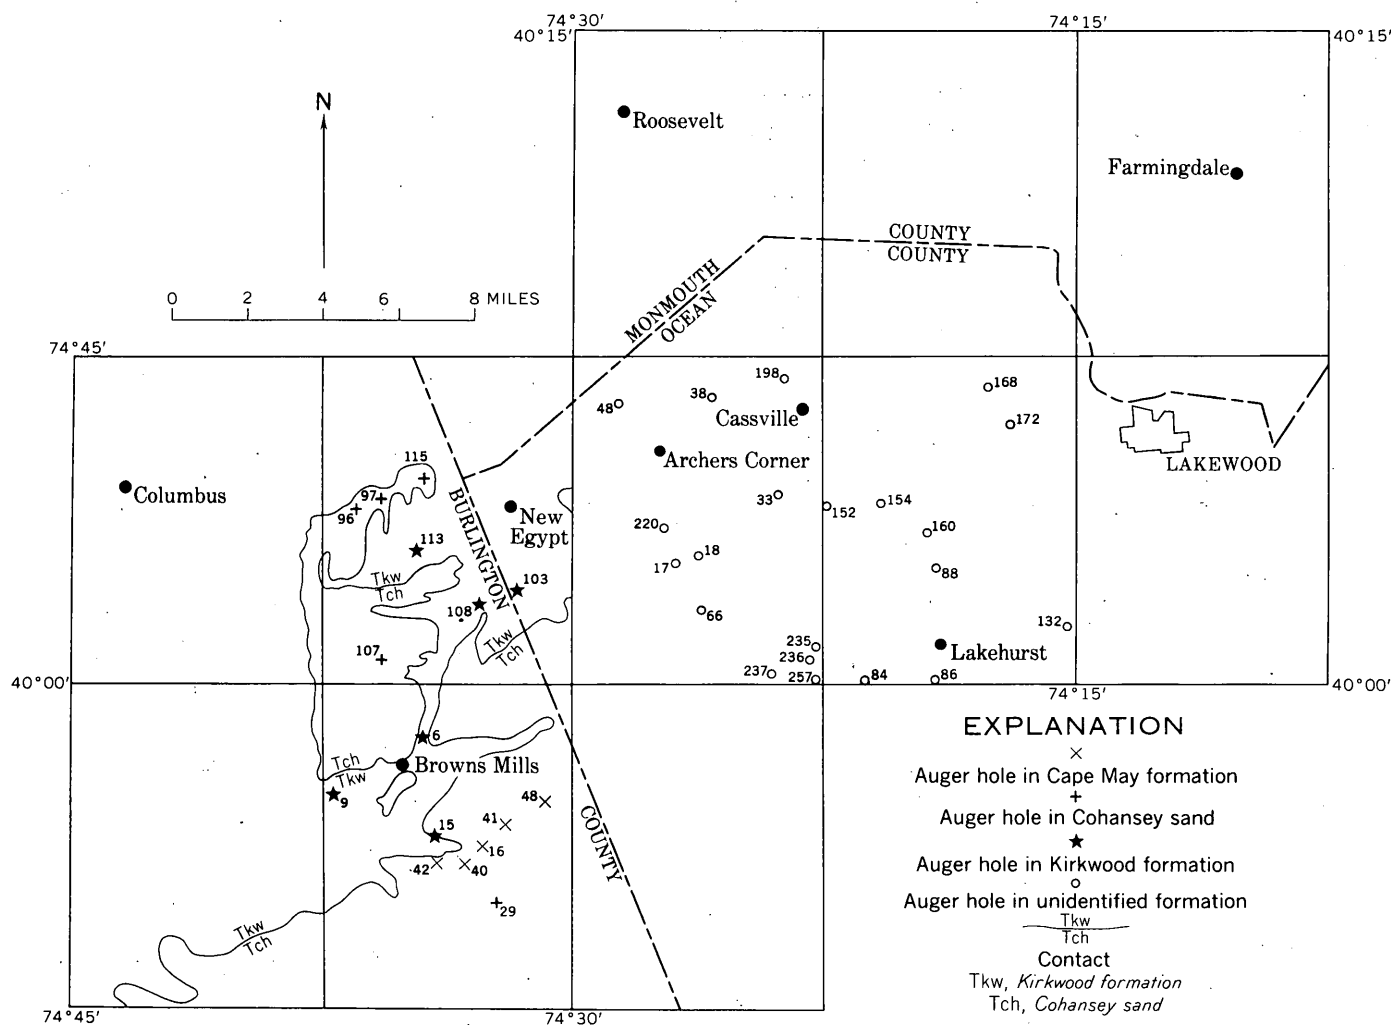 74°30'
74°15'
40°15'
40°15'
N
Roosevelt
Farmingdale
COUNTY
COUNTY
MONMOUTH
OCEAN
0 2 4 6 8 MILES
74°45'
198
168
38
48
Cassville
172
115
Archers Corner
LAKEWOOD
Columbus
97
96
33
154
152
BURLINGTON
New
Egypt
220
160
113
18
17
88
Tkw
Tch
103
108
66
132
Tkw
Tch
107
235
236
Lakehurst
237
257
84
86
40°00'
74°15'
40°00'
6
EXPLANATION
Tch
Tkw
Browns Mills
Auger hole in Cape May formation
9
48
41
15
Auger hole in Cohansey sand
16
42
40
COUNTY
Auger hole in Kirkwood formation
29
Auger hole in unidentified formation
Tkw
Tch
Tkw
Tch
Contact
Tkw, Kirkwood formation
Tch, Cohansey sand
74°45'
74°30'